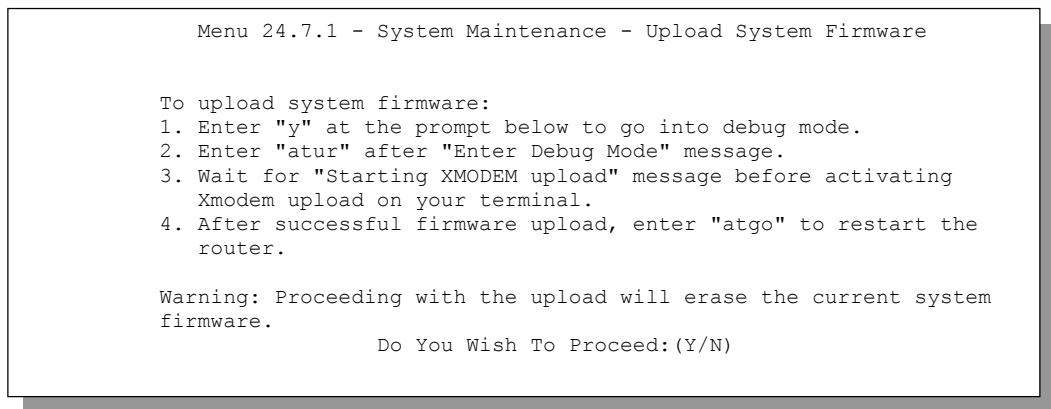 Menu 24.7.1 - System Maintenance - Upload System Firmware
To upload system firmware:
1. Enter "y" at the prompt below to go into debug mode.
2. Enter "atur" after "Enter Debug Mode" message.
3. Wait for "Starting XMODEM upload" message before activating
Xmodem upload on your terminal.
4. After successful firmware upload, enter "atgo" to restart the
router.
Warning: Proceeding with the upload will erase the current system
firmware.
Do You Wish To Proceed:(Y/N)